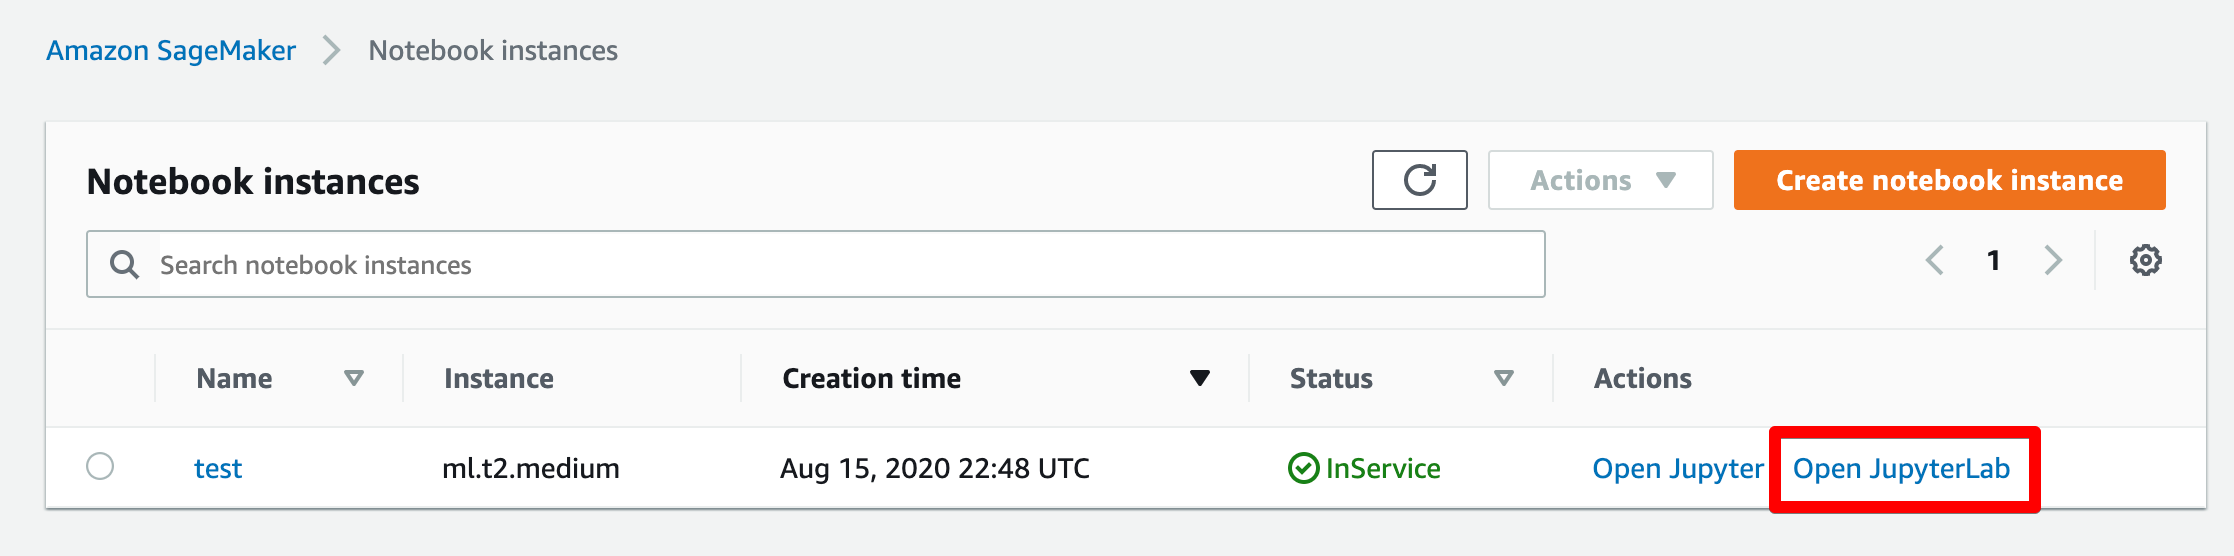 Amazon SageMaker Notebook instances
Notebook instances
Actions
Create notebook instance
Search notebook instances
1
Name Instance Creation time Status Actions
test ml.t2.medium Aug 15, 2020 22:48 UTC InService Open Jupyter Open JupyterLab